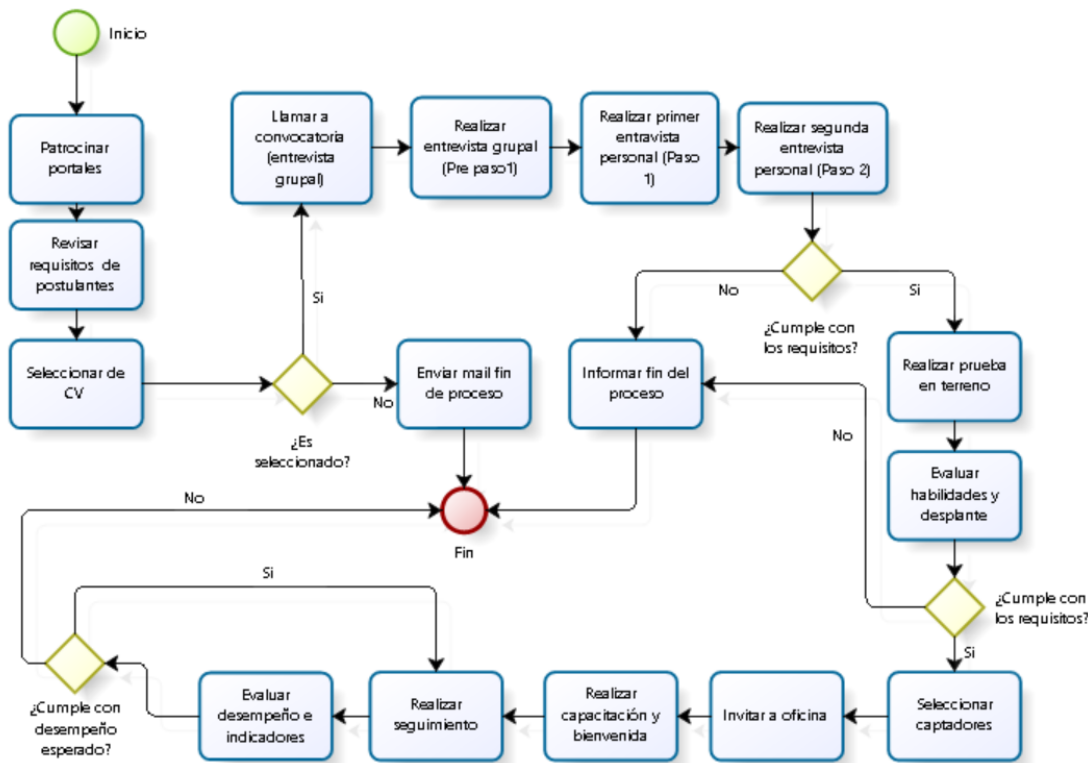 Inicio
Patrocinar
portales
Revisar
requisitos de
postulantes
Seleccionar de
CV
¿Es
seleccionado?
Si
No
Llamar a
convocatoria
(entrevista
grupal)
Realizar
entrevista grupal
(Pre paso1)
Realizar primer
entravista
personal (Paso
1)
Realizar segunda
entrevista
personal (Paso 2)
Enviar mail fin
de proceso
Fin
¿Cumple con
los requisitos?
No
Si
Informar fin del
proceso
Realizar prueba
en terreno
Evaluar
habilidades y
desplante
¿Cumple con
los requisitos?
No
Si
Seleccionar
captadores
Invitar a oficina
Realizar
capacitación y
bienvenida
Realizar
seguimiento
Evaluar
desempeño e
indicadores
¿Cumple con
desempeño
esperado?
Si
No